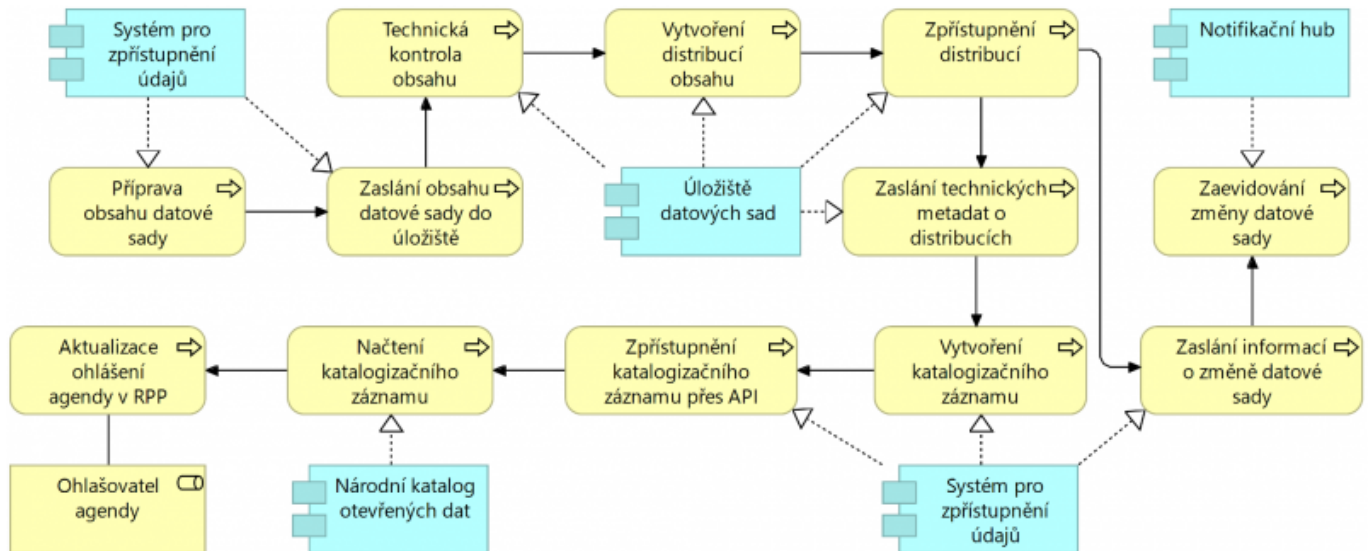 Systém pro
zpřístupnění
údajů
Technická
kontrola
obsahu
Vytvoření
distribucí
obsahu
Zpřístupnění
distribucí
Notifikační hub
Příprava
obsahu datové
sady
Zaslání obsahu
datové sady do
úložiště
Úložiště
datových sad
Zaslání technických
metadat o
distribucích
Zaevidování
změny datové
sady
Aktualizace
ohlášení
agendy v RPP
Načtení
katalogizačního
záznamu
Zpřístupnění
katalogizačního
záznamu přes API
Vytvoření
katalogizačního
záznamu
Zaslání informací
o změně datové
sady
Ohlašovatel
agendy
Národní katalog
otevřených dat
Systém pro
zpřístupnění
údajů